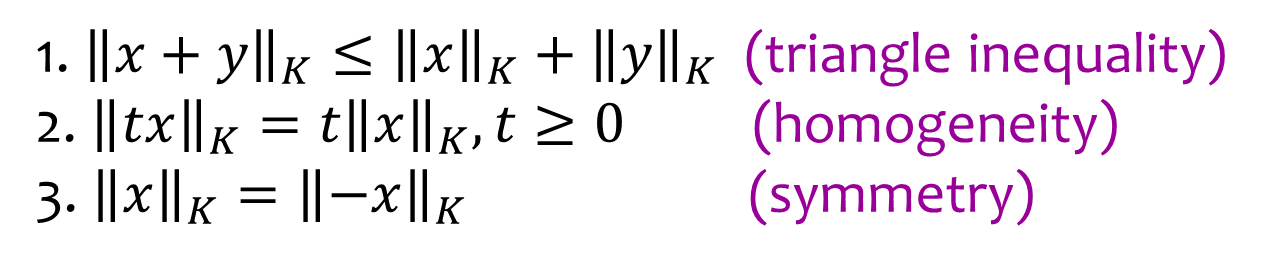 1. ‖x + y‖_K ≤ ‖x‖_K + ‖y‖_K (triangle inequality)
2. ‖tx‖_K = t‖x‖_K, t ≥ 0 (homogeneity)
3. ‖x‖_K = ‖−x‖_K (symmetry)